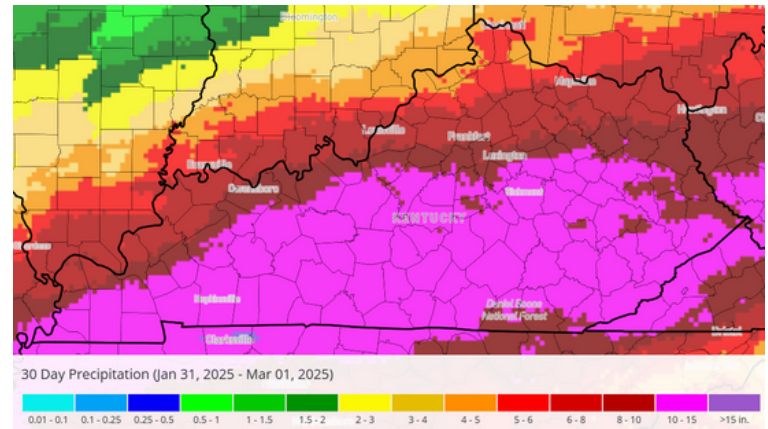 Bloomington
Louisville
Frankfort
Huntington
Lexington
Evansville
Owensboro
Richmond
KENTUCKY
Hopkinsville
Daniel Boone
National Forest
Clarksville
Bristol
30 Day Precipitation (Jan 31, 2025 - Mar 01, 2025)
0.01 - 0.1 0.1 - 0.25 0.25 - 0.5 0.5 - 1 1 - 1.5 1.5 - 2 2 - 3 3 - 4 4 - 5 5 - 6 6 - 8 8 - 10 10 - 15 >15 in.